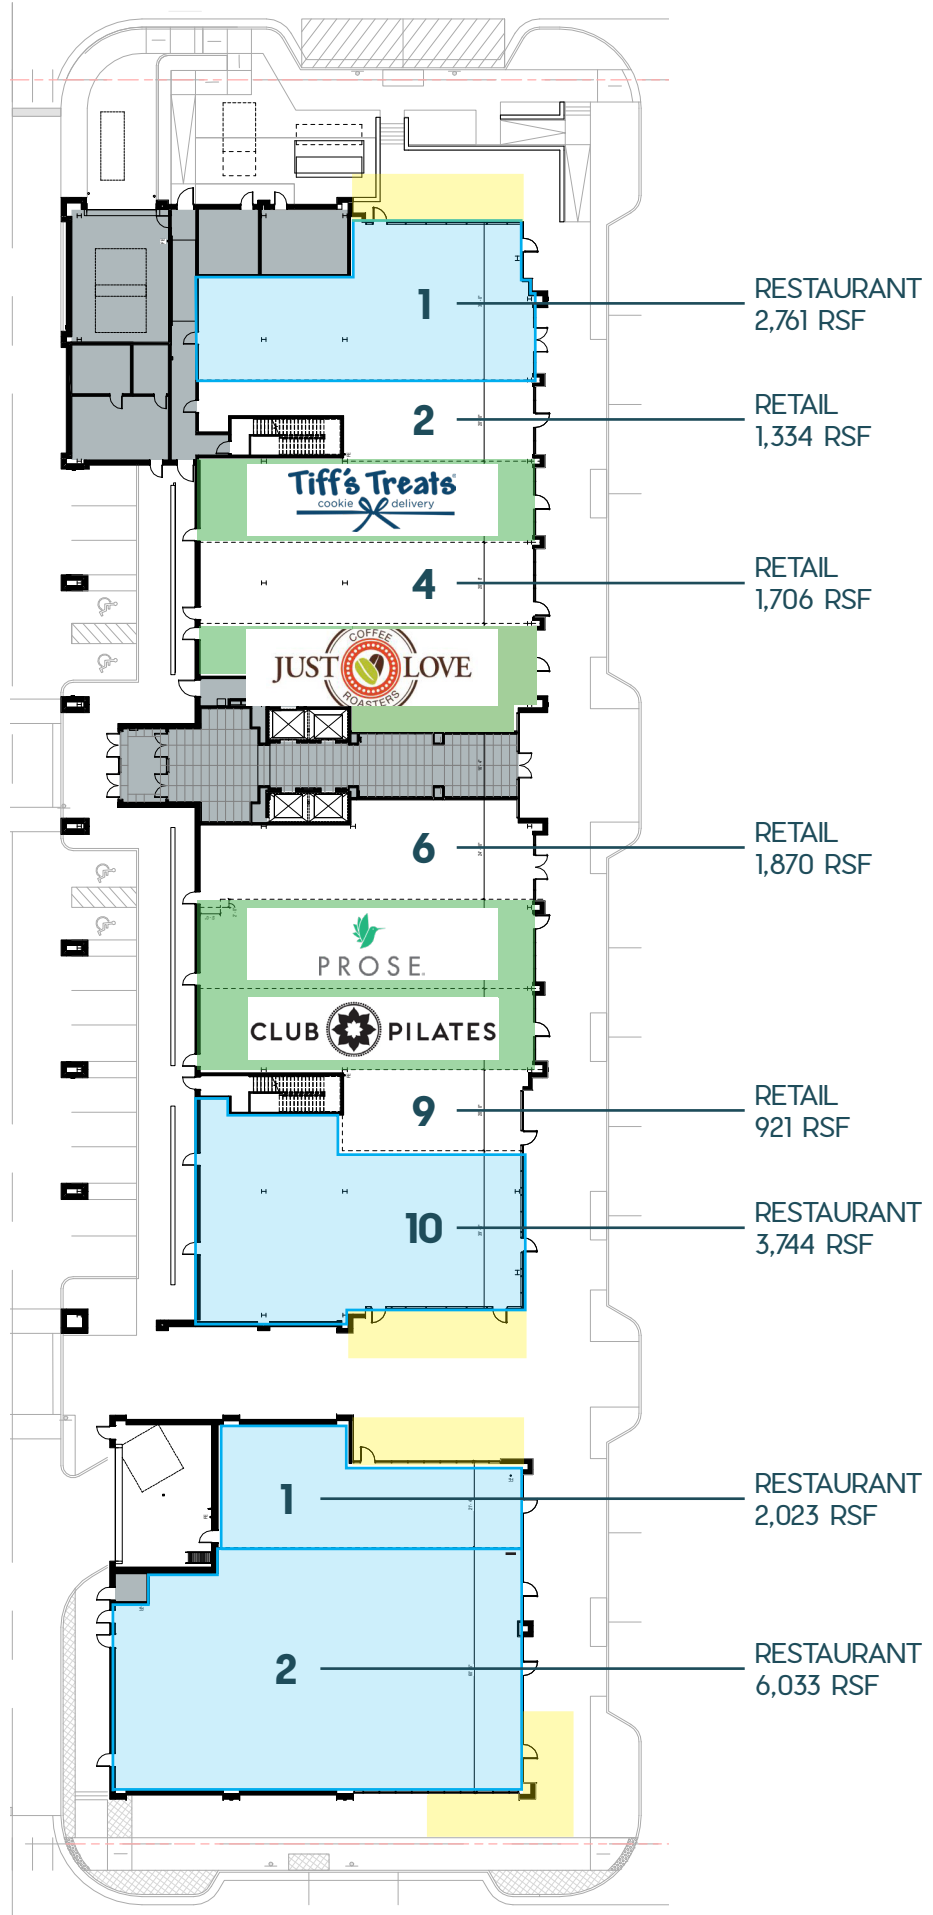 1
RESTAURANT
2,761 RSF
2
RETAIL
1,334 RSF
Tiff's Treats
cookie delivery
4
RETAIL
1,706 RSF
COFFEE
JUST LOVE
ROASTERS
6
RETAIL
1,870 RSF
PROSE
CLUB PILATES
9
RETAIL
921 RSF
10
RESTAURANT
3,744 RSF
1
RESTAURANT
2,023 RSF
2
RESTAURANT
6,033 RSF